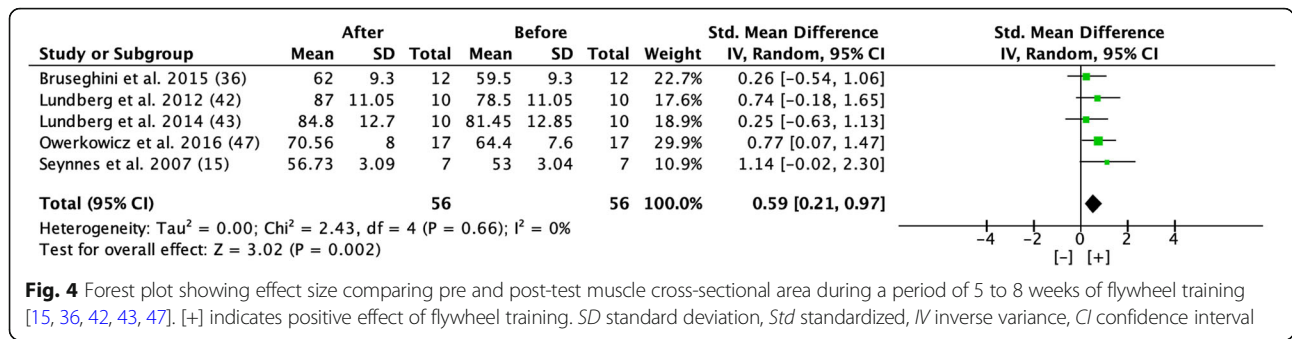 After Before Std. Mean Difference Std. Mean Difference
Study or Subgroup Mean SD Total Mean SD Total Weight IV, Random, 95% CI IV, Random, 95% CI
Bruseghini et al. 2015 (36) 62 9.3 12 59.5 9.3 12 22.7% 0.26 [−0.54, 1.06]
Lundberg et al. 2012 (42) 87 11.05 10 78.5 11.05 10 17.6% 0.74 [−0.18, 1.65]
Lundberg et al. 2014 (43) 84.8 12.7 10 81.45 12.85 10 18.9% 0.25 [−0.63, 1.13]
Owerkowicz et al. 2016 (47) 70.56 8 17 64.4 7.6 17 29.9% 0.77 [0.07, 1.47]
Seynnes et al. 2007 (15) 56.73 3.09 7 53 3.04 7 10.9% 1.14 [−0.02, 2.30]
Total (95% CI) 56 56 100.0% 0.59 [0.21, 0.97]
Heterogeneity: Tau² = 0.00; Chi² = 2.43, df = 4 (P = 0.66); I² = 0%
Test for overall effect: Z = 3.02 (P = 0.002)
−4 −2 0 2 4
[−] [+]
Fig. 4 Forest plot showing effect size comparing pre and post-test muscle cross-sectional area during a period of 5 to 8 weeks of flywheel training
[15, 36, 42, 43, 47]. [+] indicates positive effect of flywheel training. SD standard deviation, Std standardized, IV inverse variance, CI confidence interval